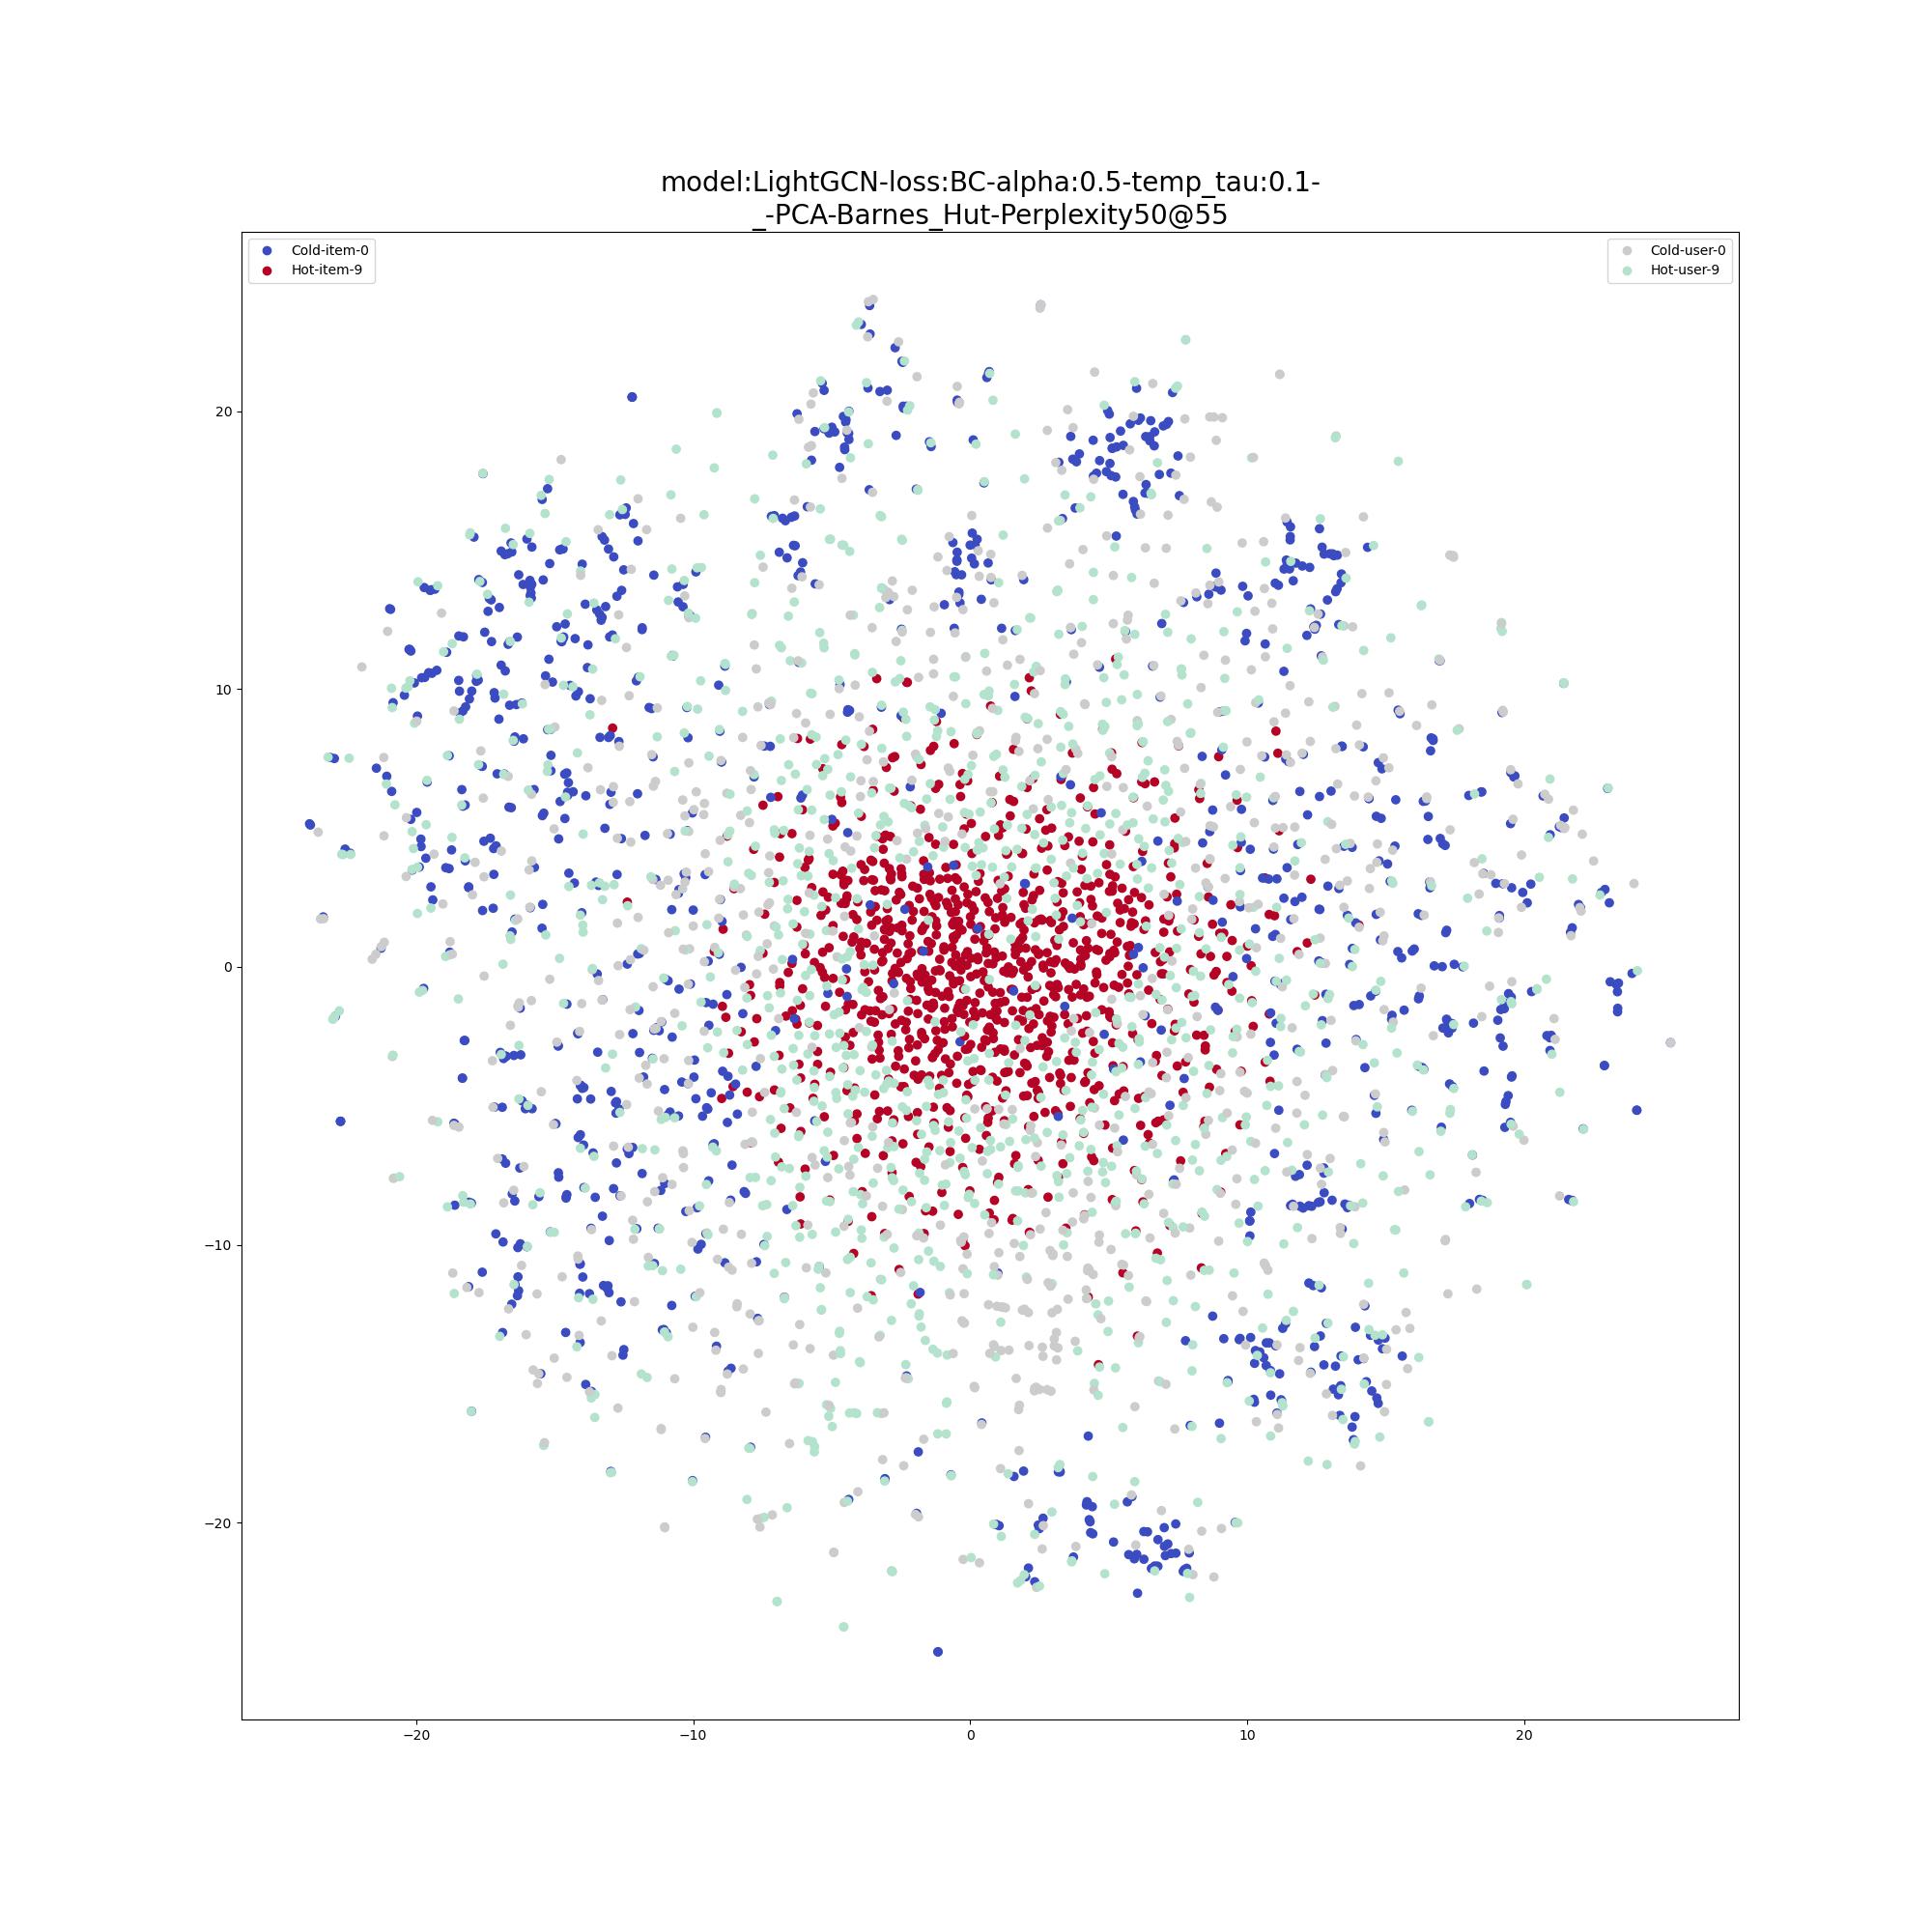 model:LightGCN-loss:BC-alpha:0.5-temp_tau:0.1-
_-PCA-Barnes_Hut-Perplexity50@55
Cold-item-0
Hot-item-9
Cold-user-0
Hot-user-9
20
10
0
−10
−20
−20
−10
0
10
20